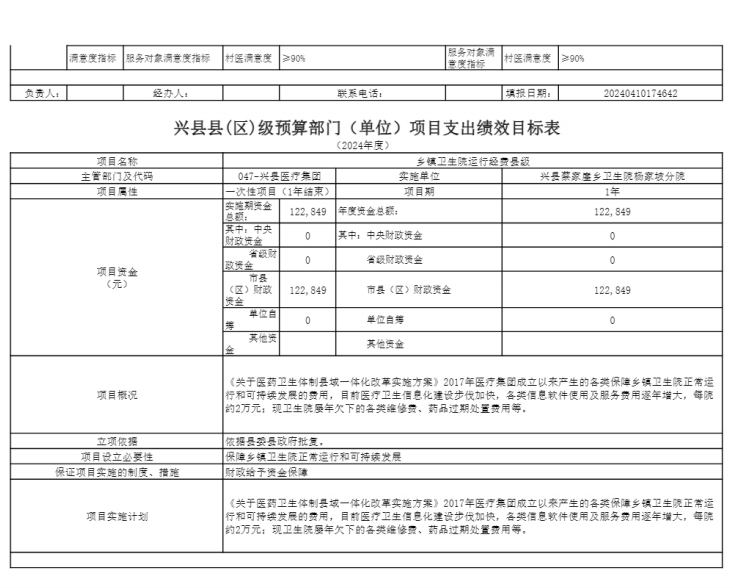 满意度指标 服务对象满意度指标 村医满意度 ≥90% 服务对象满意度指标 村医满意度 ≥90%
负责人： 经办人： 联系电话： 填报日期： 20240410174642
兴县县(区)级预算部门（单位）项目支出绩效目标表
（2024年度）
项目名称 乡镇卫生院运行经费县级
主管部门及代码 047-兴县医疗集团 实施单位 兴县蔡家崖乡卫生院杨家坡分院
项目属性 一次性项目（1年结束） 项目期 1年
项目资金（元）
实施期资金总额： 122,849 年度资金总额： 122,849
其中：中央财政资金 0 其中：中央财政资金 0
省级财政资金 0 省级财政资金 0
市县（区）财政资金 122,849 市县（区）财政资金 122,849
单位自筹 0 单位自筹 0
其他资金 其他资金
项目概况
《关于医药卫生体制县域一体化改革实施方案》2017年医疗集团成立以来产生的各类保障乡镇卫生院正常运
行和可持续发展的费用，目前医疗卫生信息化建设步伐加快，各类信息软件使用及服务费用逐年增大，每院
约2万元；现卫生院屡年欠下的各类维修费、药品过期处置费用等。
立项依据 依据县委县政府批复。
项目设立必要性 保障乡镇卫生院正常运行和可持续发展
保证项目实施的制度、措施 财政给予资金保障
项目实施计划
《关于医药卫生体制县域一体化改革实施方案》2017年医疗集团成立以来产生的各类保障乡镇卫生院正常运
行和可持续发展的费用，目前医疗卫生信息化建设步伐加快，各类信息软件使用及服务费用逐年增大，每院
约2万元；现卫生院屡年欠下的各类维修费、药品过期处置费用等。